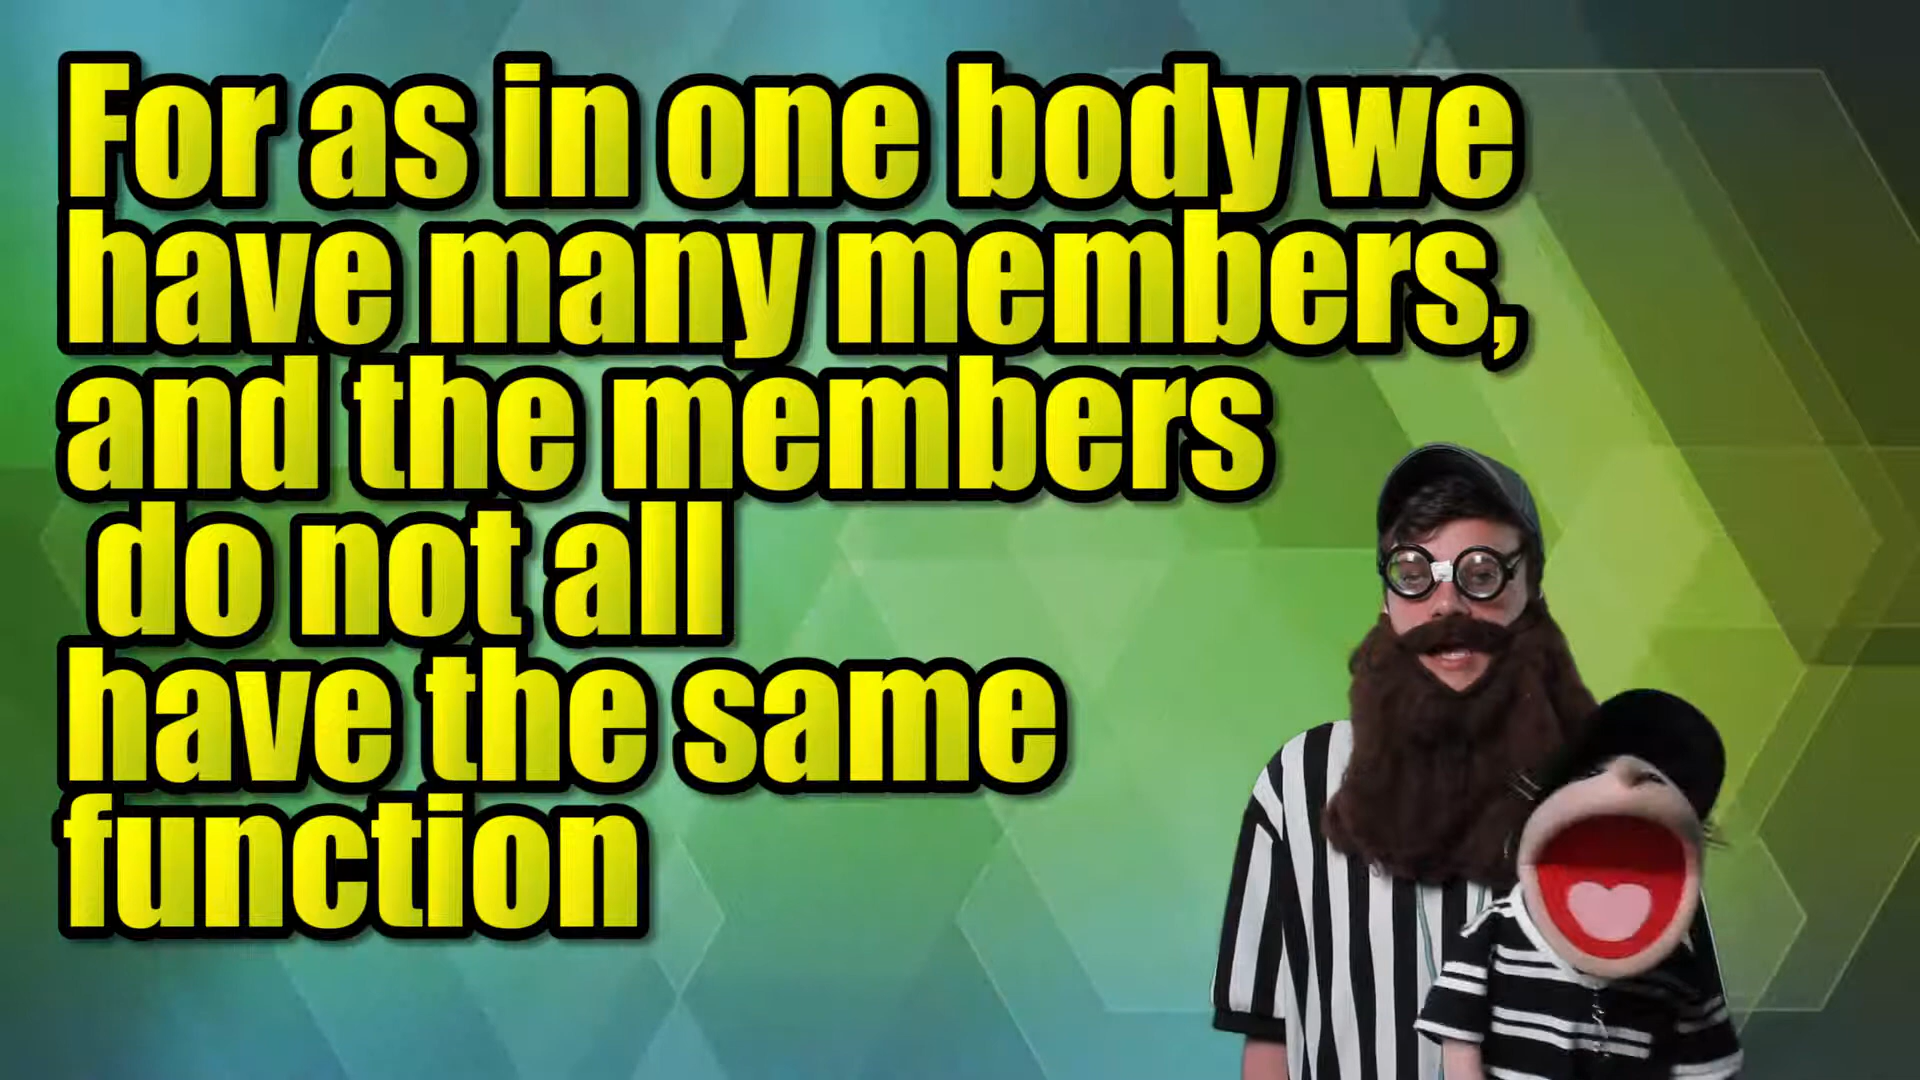 For as in one body we
have many members,
and the members
do not all
have the same
function